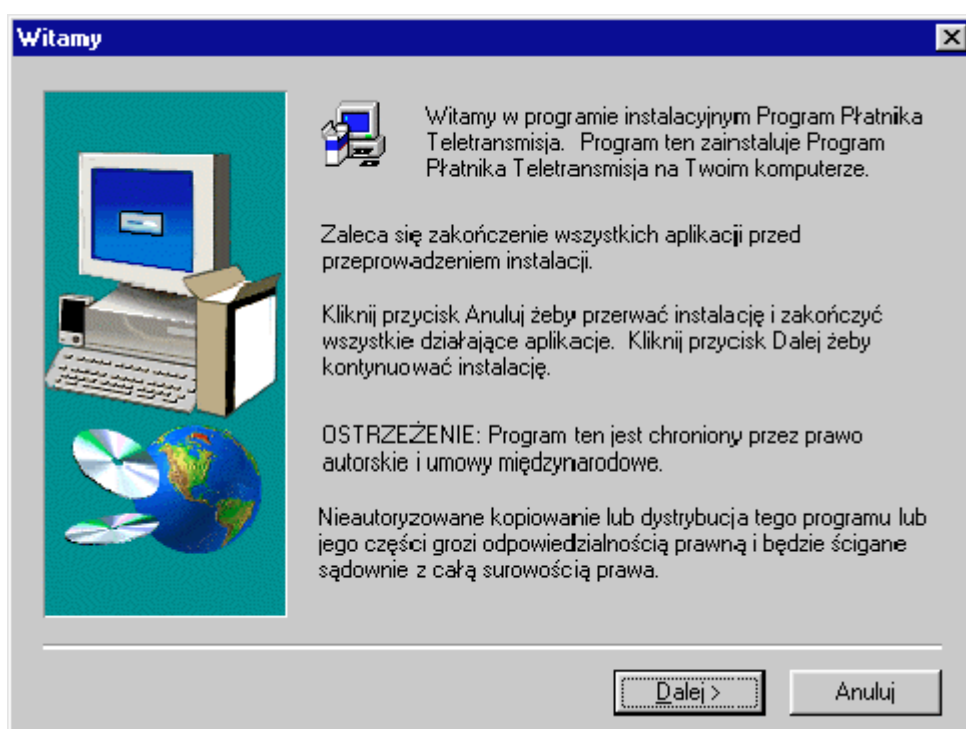 Witamy
Witamy w programie instalacyjnym Program Płatnika
Teletransmisja. Program ten zainstaluje Program
Płatnika Teletransmisja na Twoim komputerze.
Zaleca się zakończenie wszystkich aplikacji przed
przeprowadzeniem instalacji.
Kliknij przycisk Anuluj żeby przerwać instalację i zakończyć
wszystkie działające aplikacje. Kliknij przycisk Dalej żeby
kontynuować instalację.
OSTRZEŻENIE: Program ten jest chroniony przez prawo
autorskie i umowy międzynarodowe.
Nieautoryzowane kopiowanie lub dystrybucja tego programu lub
jego części grozi odpowiedzialnością prawną i będzie ścigane
sądownie z całą surowością prawa.
Dalej >
Anuluj